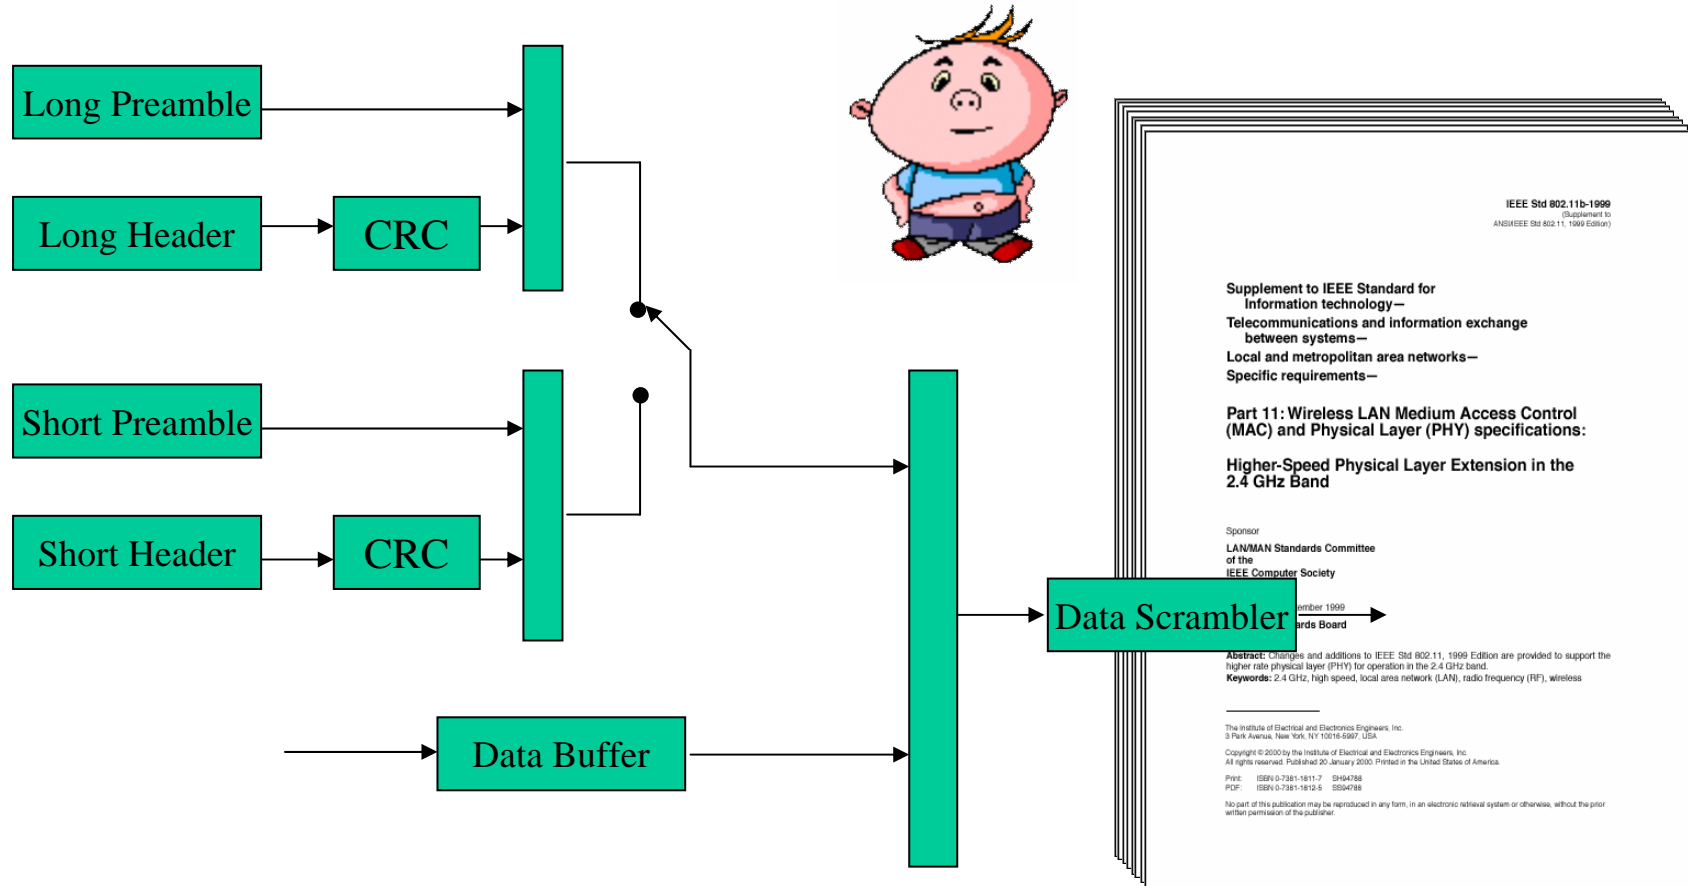 Long Preamble
Long Header
CRC
Short Preamble
Short Header
CRC
Data Buffer
Data Scrambler
IEEE Std 802.11b-1999
(Supplement to
ANSI/IEEE Std 802.11, 1999 Edition)
Supplement to IEEE Standard for
Information technology—
Telecommunications and information exchange
between systems—
Local and metropolitan area networks—
Specific requirements—
Part 11: Wireless LAN Medium Access Control
(MAC) and Physical Layer (PHY) specifications:
Higher-Speed Physical Layer Extension in the
2.4 GHz Band
Sponsor
LAN/MAN Standards Committee
of the
IEEE Computer Society
1999
Board
Abstract: Changes and additions to IEEE Std 802.11, 1999 Edition are provided to support the
higher rate physical layer (PHY) for operation in the 2.4 GHz band.
Keywords: 2.4 GHz, high speed, local area network (LAN), radio frequency (RF), wireless
The Institute of Electrical and Electronics Engineers, Inc.
3 Park Avenue, New York, NY 10016-5997, USA
Copyright © 2000 by the Institute of Electrical and Electronics Engineers, Inc.
All rights reserved. Published 20 January 2000. Printed in the United States of America.
Print: ISBN 0-7381-1811-7 SH94788
PDF: ISBN 0-7381-1812-5 SS94788
No part of this publication may be reproduced in any form, in an electronic retrieval system or otherwise, without the prior
written permission of the publisher.